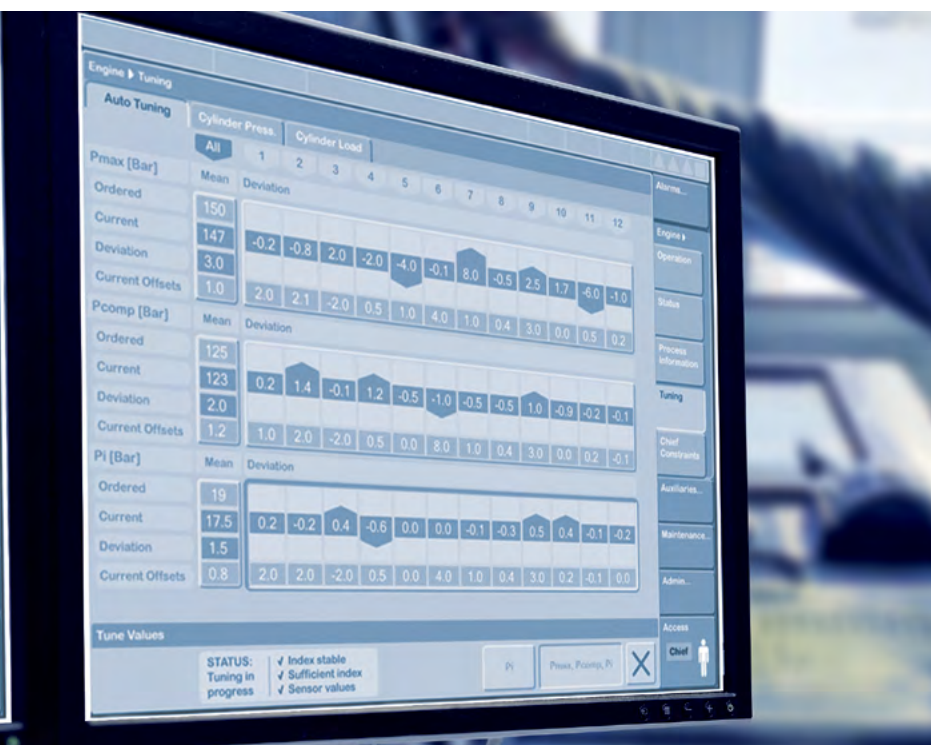 Engine ▶ Tuning
Auto Tuning Cylinder Press. Cylinder Load
All 1 2 3 4 5 6 7 8 9 10 11 12
Pmax [Bar] Mean Deviation
Ordered 150
Current 147 -0.2 -0.8 2.0 -2.0 -4.0 -0.1 8.0 -0.5 2.5 1.7 -6.0 -1.0
Deviation 3.0
Current Offsets 1.0 2.0 2.1 -2.0 0.5 1.0 4.0 1.0 0.4 3.0 0.0 0.5 0.2
Pcomp [Bar] Mean Deviation
Ordered 125
Current 123 0.2 1.4 -0.1 1.2 -0.5 -1.0 -0.5 -0.5 1.0 -0.9 -0.2 -0.1
Deviation 2.0
Current Offsets 1.2 1.0 2.0 -2.0 0.5 0.0 8.0 1.0 0.4 3.0 0.0 0.2 -0.1
Pi [Bar] Mean Deviation
Ordered 19
Current 17.5 0.2 -0.2 0.4 -0.6 0.0 0.0 -0.1 -0.3 0.5 0.4 -0.1 -0.2
Deviation 1.5
Current Offsets 0.8 2.0 2.0 -2.0 0.5 0.0 4.0 1.0 0.4 3.0 0.2 -0.1 0.0
Tune Values
STATUS:
Tuning in
progress
√ Index stable
√ Sufficient index
√ Sensor values
Pi
Pmax, Pcomp, Pi
X
Alarms...
Engine ▶
Operation
Status
Process
Information
Tuning
Chief
Constraints
Auxiliaries...
Maintenance...
Admin...
Access
Chief